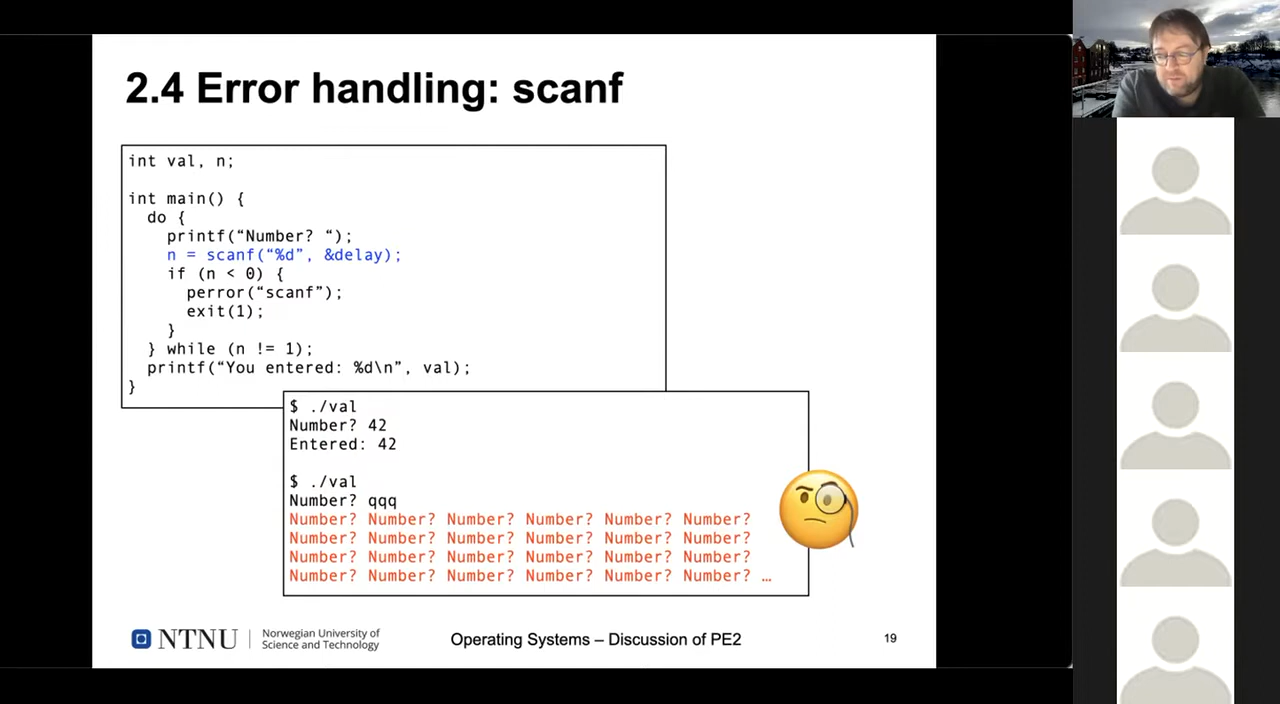 2.4 Error handling: scanf
int val, n;
int main() {
do {
printf(“Number? “);
n = scanf(“%d”, &delay);
if (n < 0) {
perror(“scanf”);
exit(1);
}
} while (n != 1);
printf(“You entered: %d\n”, val);
}
$ ./val
Number? 42
Entered: 42
$ ./val
Number? qqq
Number? Number? Number? Number? Number? Number?
Number? Number? Number? Number? Number? Number?
Number? Number? Number? Number? Number? Number?
Number? Number? Number? Number? Number? Number? …
NTNU
Norwegian University of
Science and Technology
Operating Systems – Discussion of PE2
19